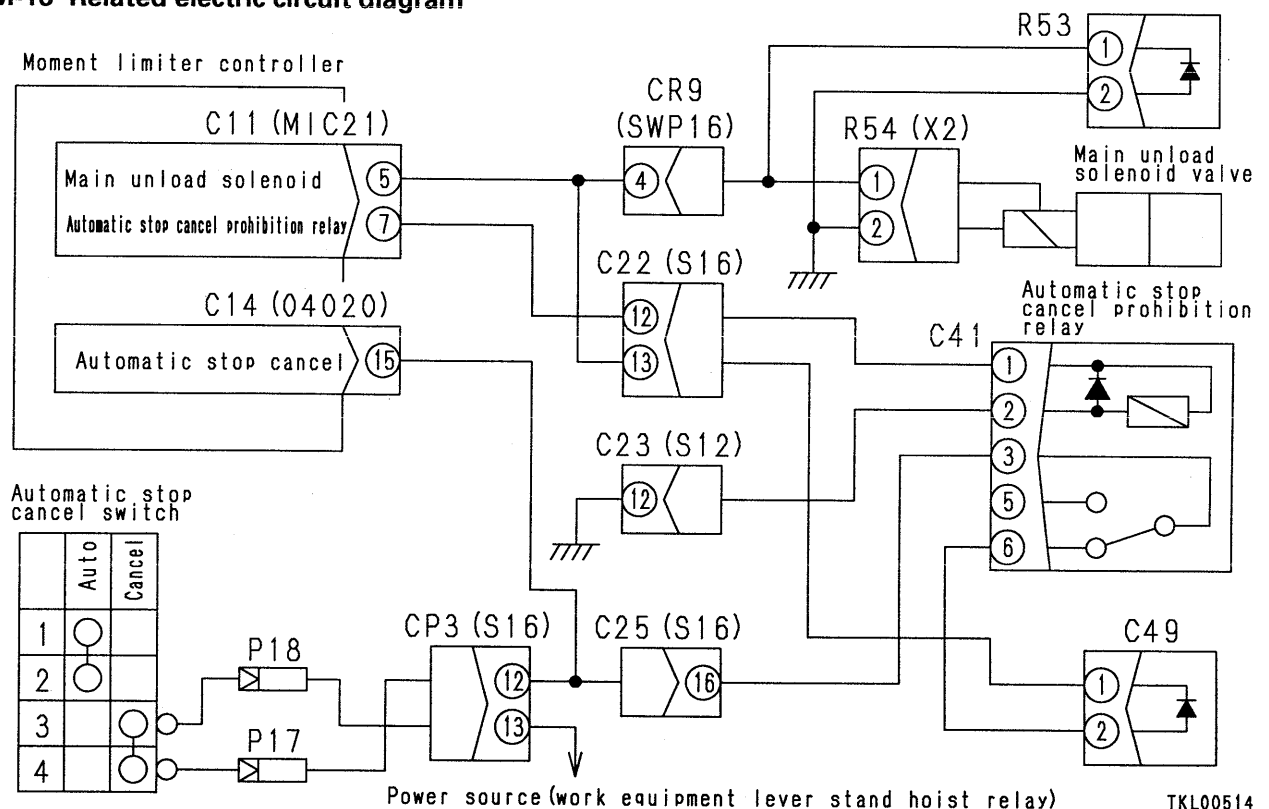 Related electric circuit diagram
R53
1
2
Moment limiter controller
C11 (MIC21)
Main unload solenoid 5
Automatic stop cancel prohibition relay 7
CR9
(SWP16)
4
R54 (X2)
1
2
Main unload
solenoid valve
C22 (S16)
12
13
C14 (04020)
Automatic stop cancel 15
Automatic stop
cancel prohibition
relay
C41
1
2
3
5
6
C23 (S12)
12
Automatic stop
cancel switch
Auto Cancel
1
2
3
4
P18
P17
CP3 (S16)
12
13
C25 (S16)
16
C49
1
2
Power source (work equipment lever stand hoist relay)
TKL00514